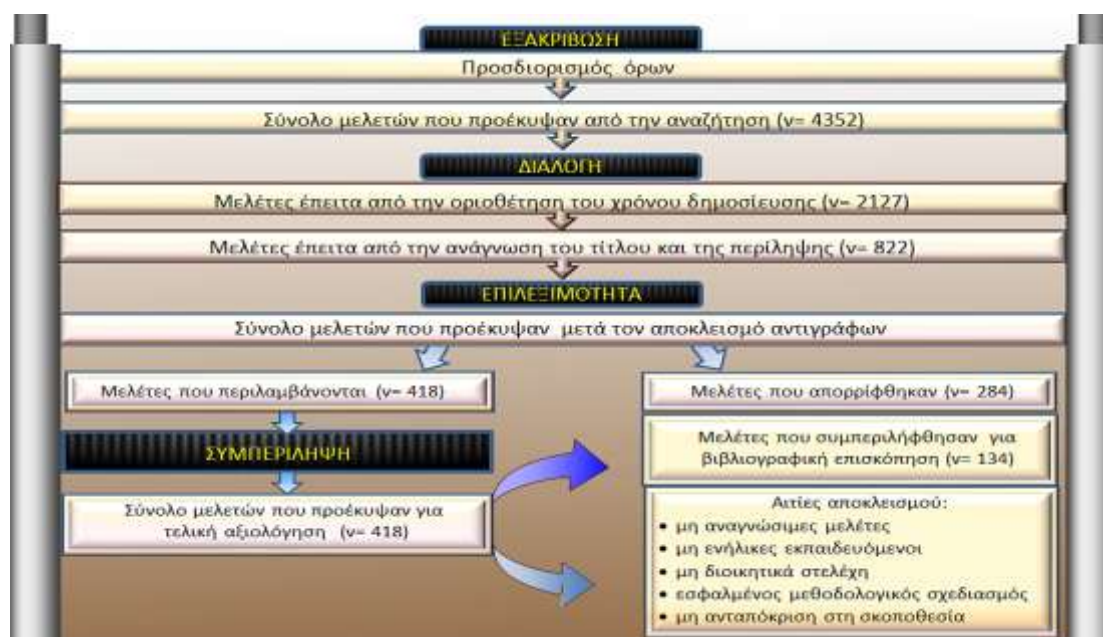 ΕΞΑΚΡΙΒΩΣΗ
Προσδιορισμός όρων
Σύνολο μελετών που προέκυψαν από την αναζήτηση (ν= 4352)
ΔΙΑΛΟΓΗ
Μελέτες έπειτα από την οριοθέτηση του χρόνου δημοσίευσης (ν= 2127)
Μελέτες έπειτα από την ανάγνωση του τίτλου και της περίληψης (ν= 822)
ΕΠΙΛΕΞΙΜΟΤΗΤΑ
Σύνολο μελετών που προέκυψαν μετά τον αποκλεισμό αντιγράφων
Μελέτες που περιλαμβάνονται (ν= 418)
ΣΥΜΠΕΡΙΛΗΨΗ
Σύνολο μελετών που προέκυψαν για
τελική αξιολόγηση (ν= 418)
Μελέτες που απορρίφθηκαν (ν= 284)
Μελέτες που συμπεριλήφθησαν για
βιβλιογραφική επισκόπηση (ν= 134)
Αιτίες αποκλεισμού:
• μη αναγνώσιμες μελέτες
• μη ενήλικες εκπαιδευόμενοι
• μη διοικητικά στελέχη
• εσφαλμένος μεθοδολογικός σχεδιασμός
• μη ανταπόκριση στη σκοποθεσία